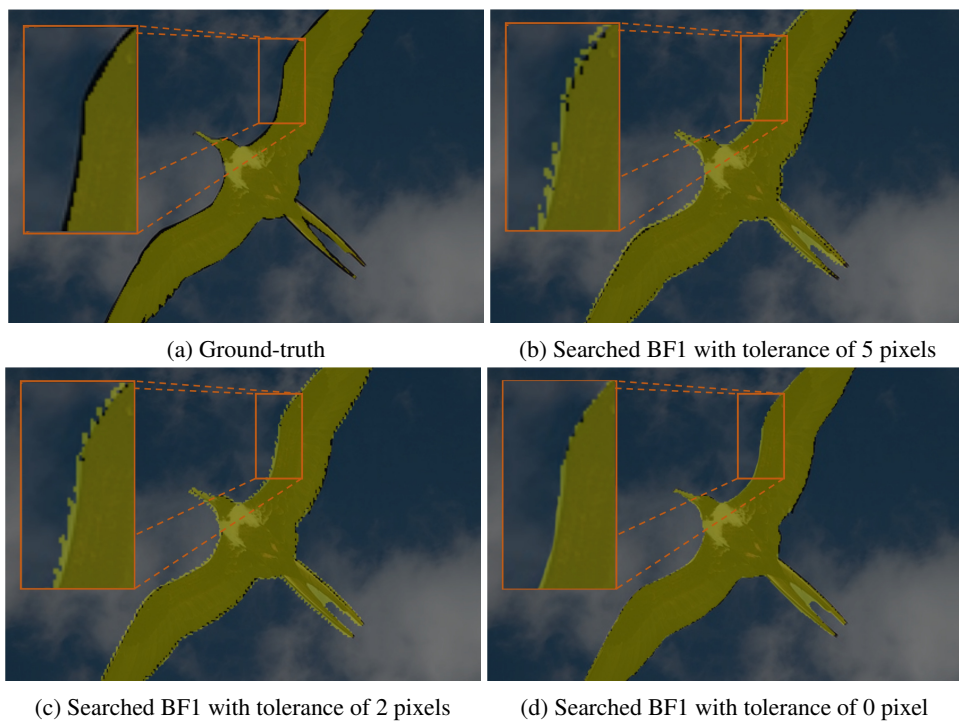 (a) Ground-truth
(b) Searched BF1 with tolerance of 5 pixels
(c) Searched BF1 with tolerance of 2 pixels
(d) Searched BF1 with tolerance of 0 pixel